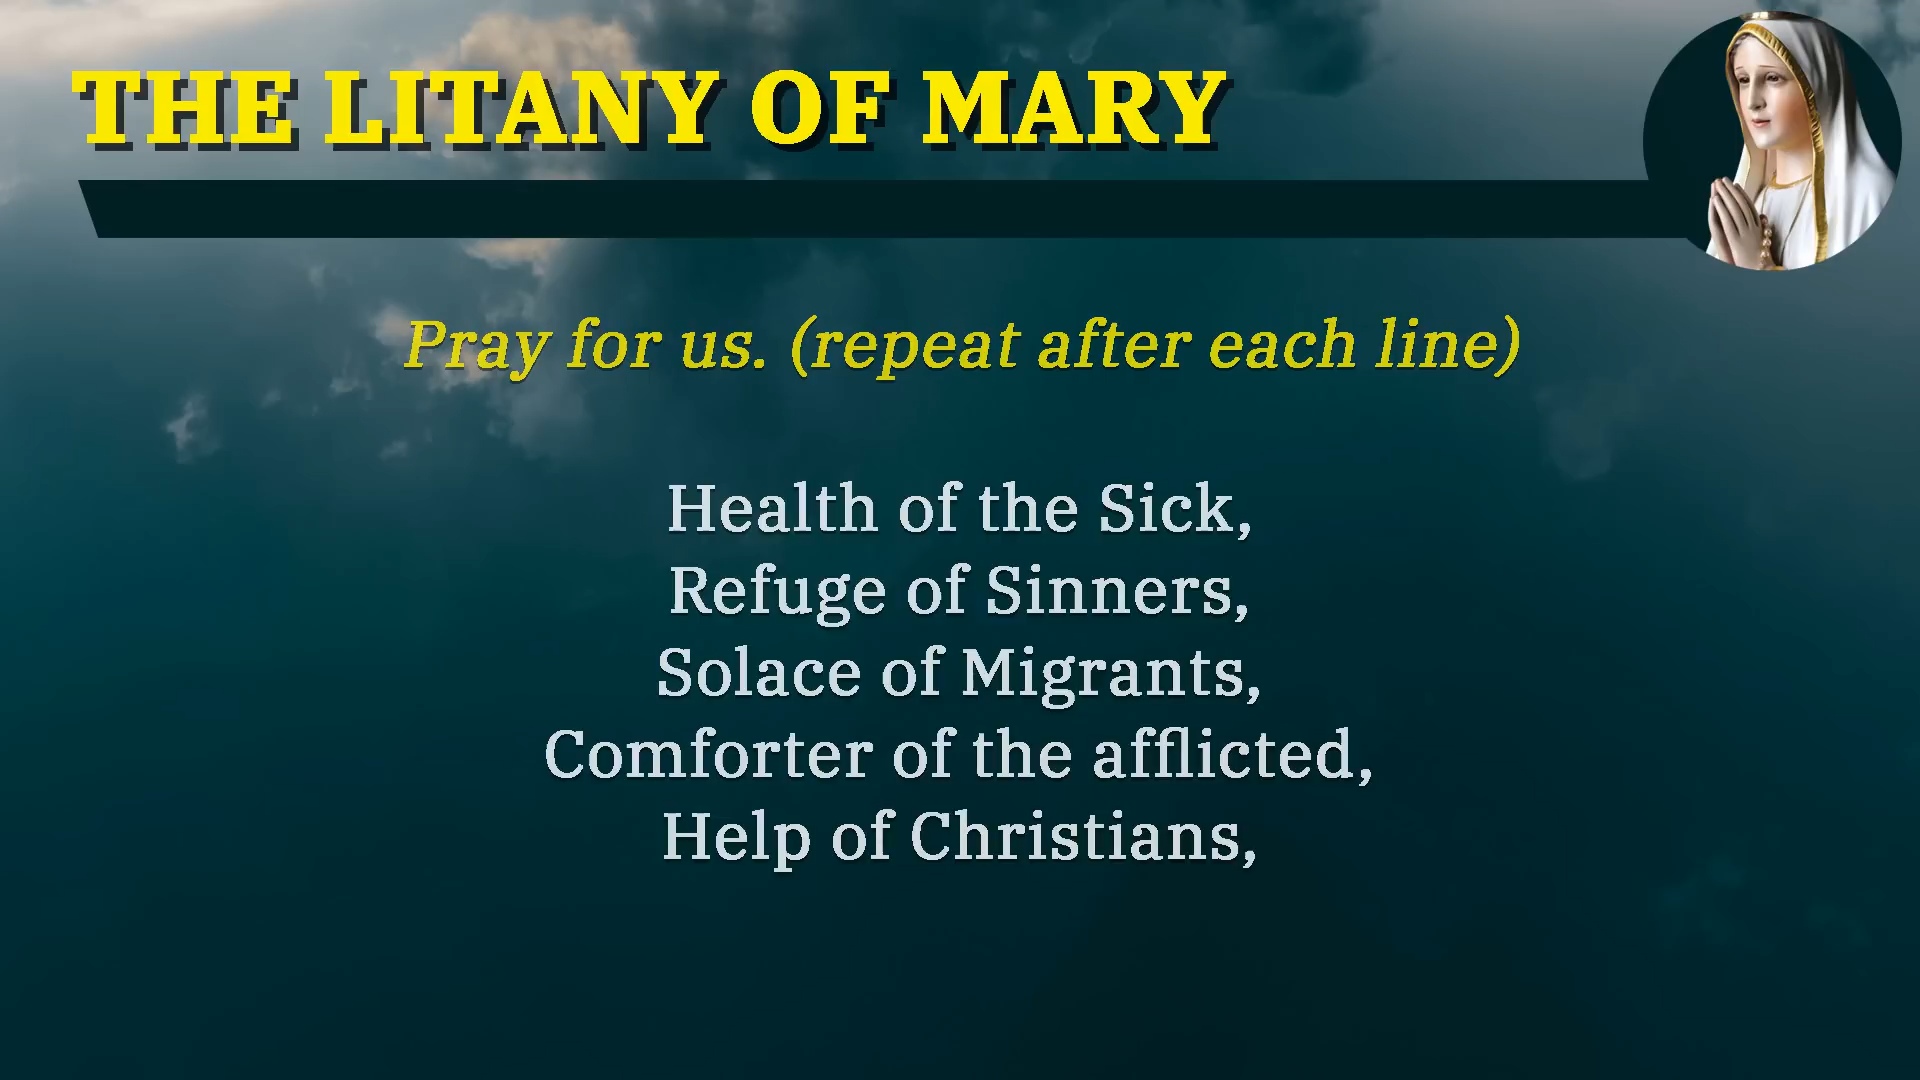 THE LITANY OF MARY
Pray for us. (repeat after each line)
Health of the Sick,
Refuge of Sinners,
Solace of Migrants,
Comforter of the afflicted,
Help of Christians,